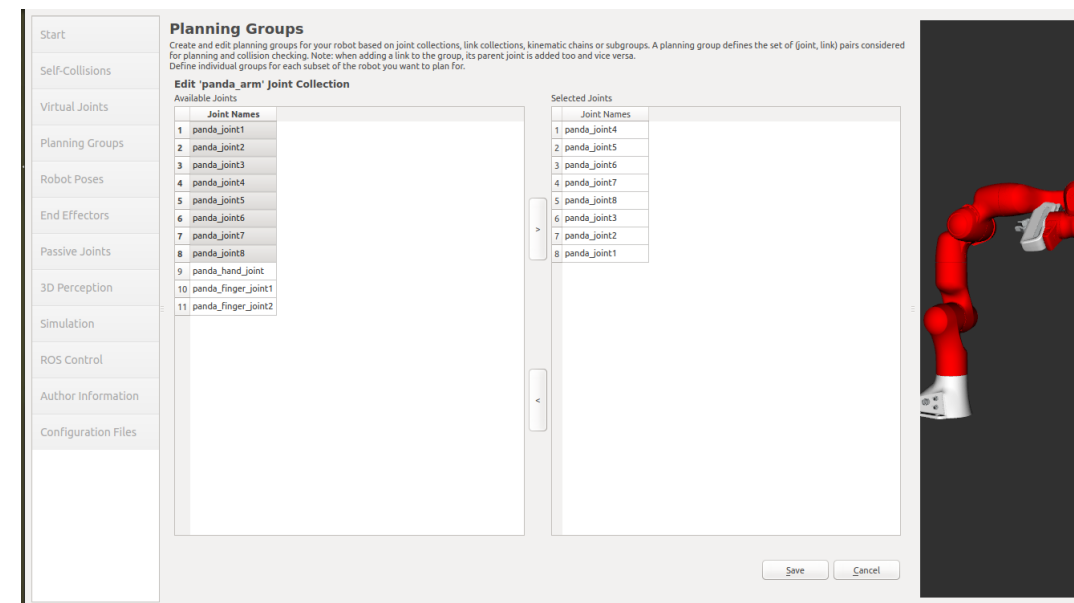 Start
Self-Collisions
Virtual Joints
Planning Groups
Robot Poses
End Effectors
Passive Joints
3D Perception
Simulation
ROS Control
Author Information
Configuration Files
Planning Groups
Create and edit planning groups for your robot based on joint collections, link collections, kinematic chains or subgroups. A planning group defines the set of (joint, link) pairs considered
for planning and collision checking. Note: when adding a link to the group, its parent joint is added too and vice versa.
Define individual groups for each subset of the robot you want to plan for.
Edit 'panda_arm' Joint Collection
Available Joints
Joint Names
1 panda_joint1
2 panda_joint2
3 panda_joint3
4 panda_joint4
5 panda_joint5
6 panda_joint6
7 panda_joint7
8 panda_joint8
9 panda_hand_joint
10 panda_finger_joint1
11 panda_finger_joint2
>
<
Selected Joints
Joint Names
1 panda_joint4
2 panda_joint5
3 panda_joint6
4 panda_joint7
5 panda_joint8
6 panda_joint3
7 panda_joint2
8 panda_joint1
Save
Cancel